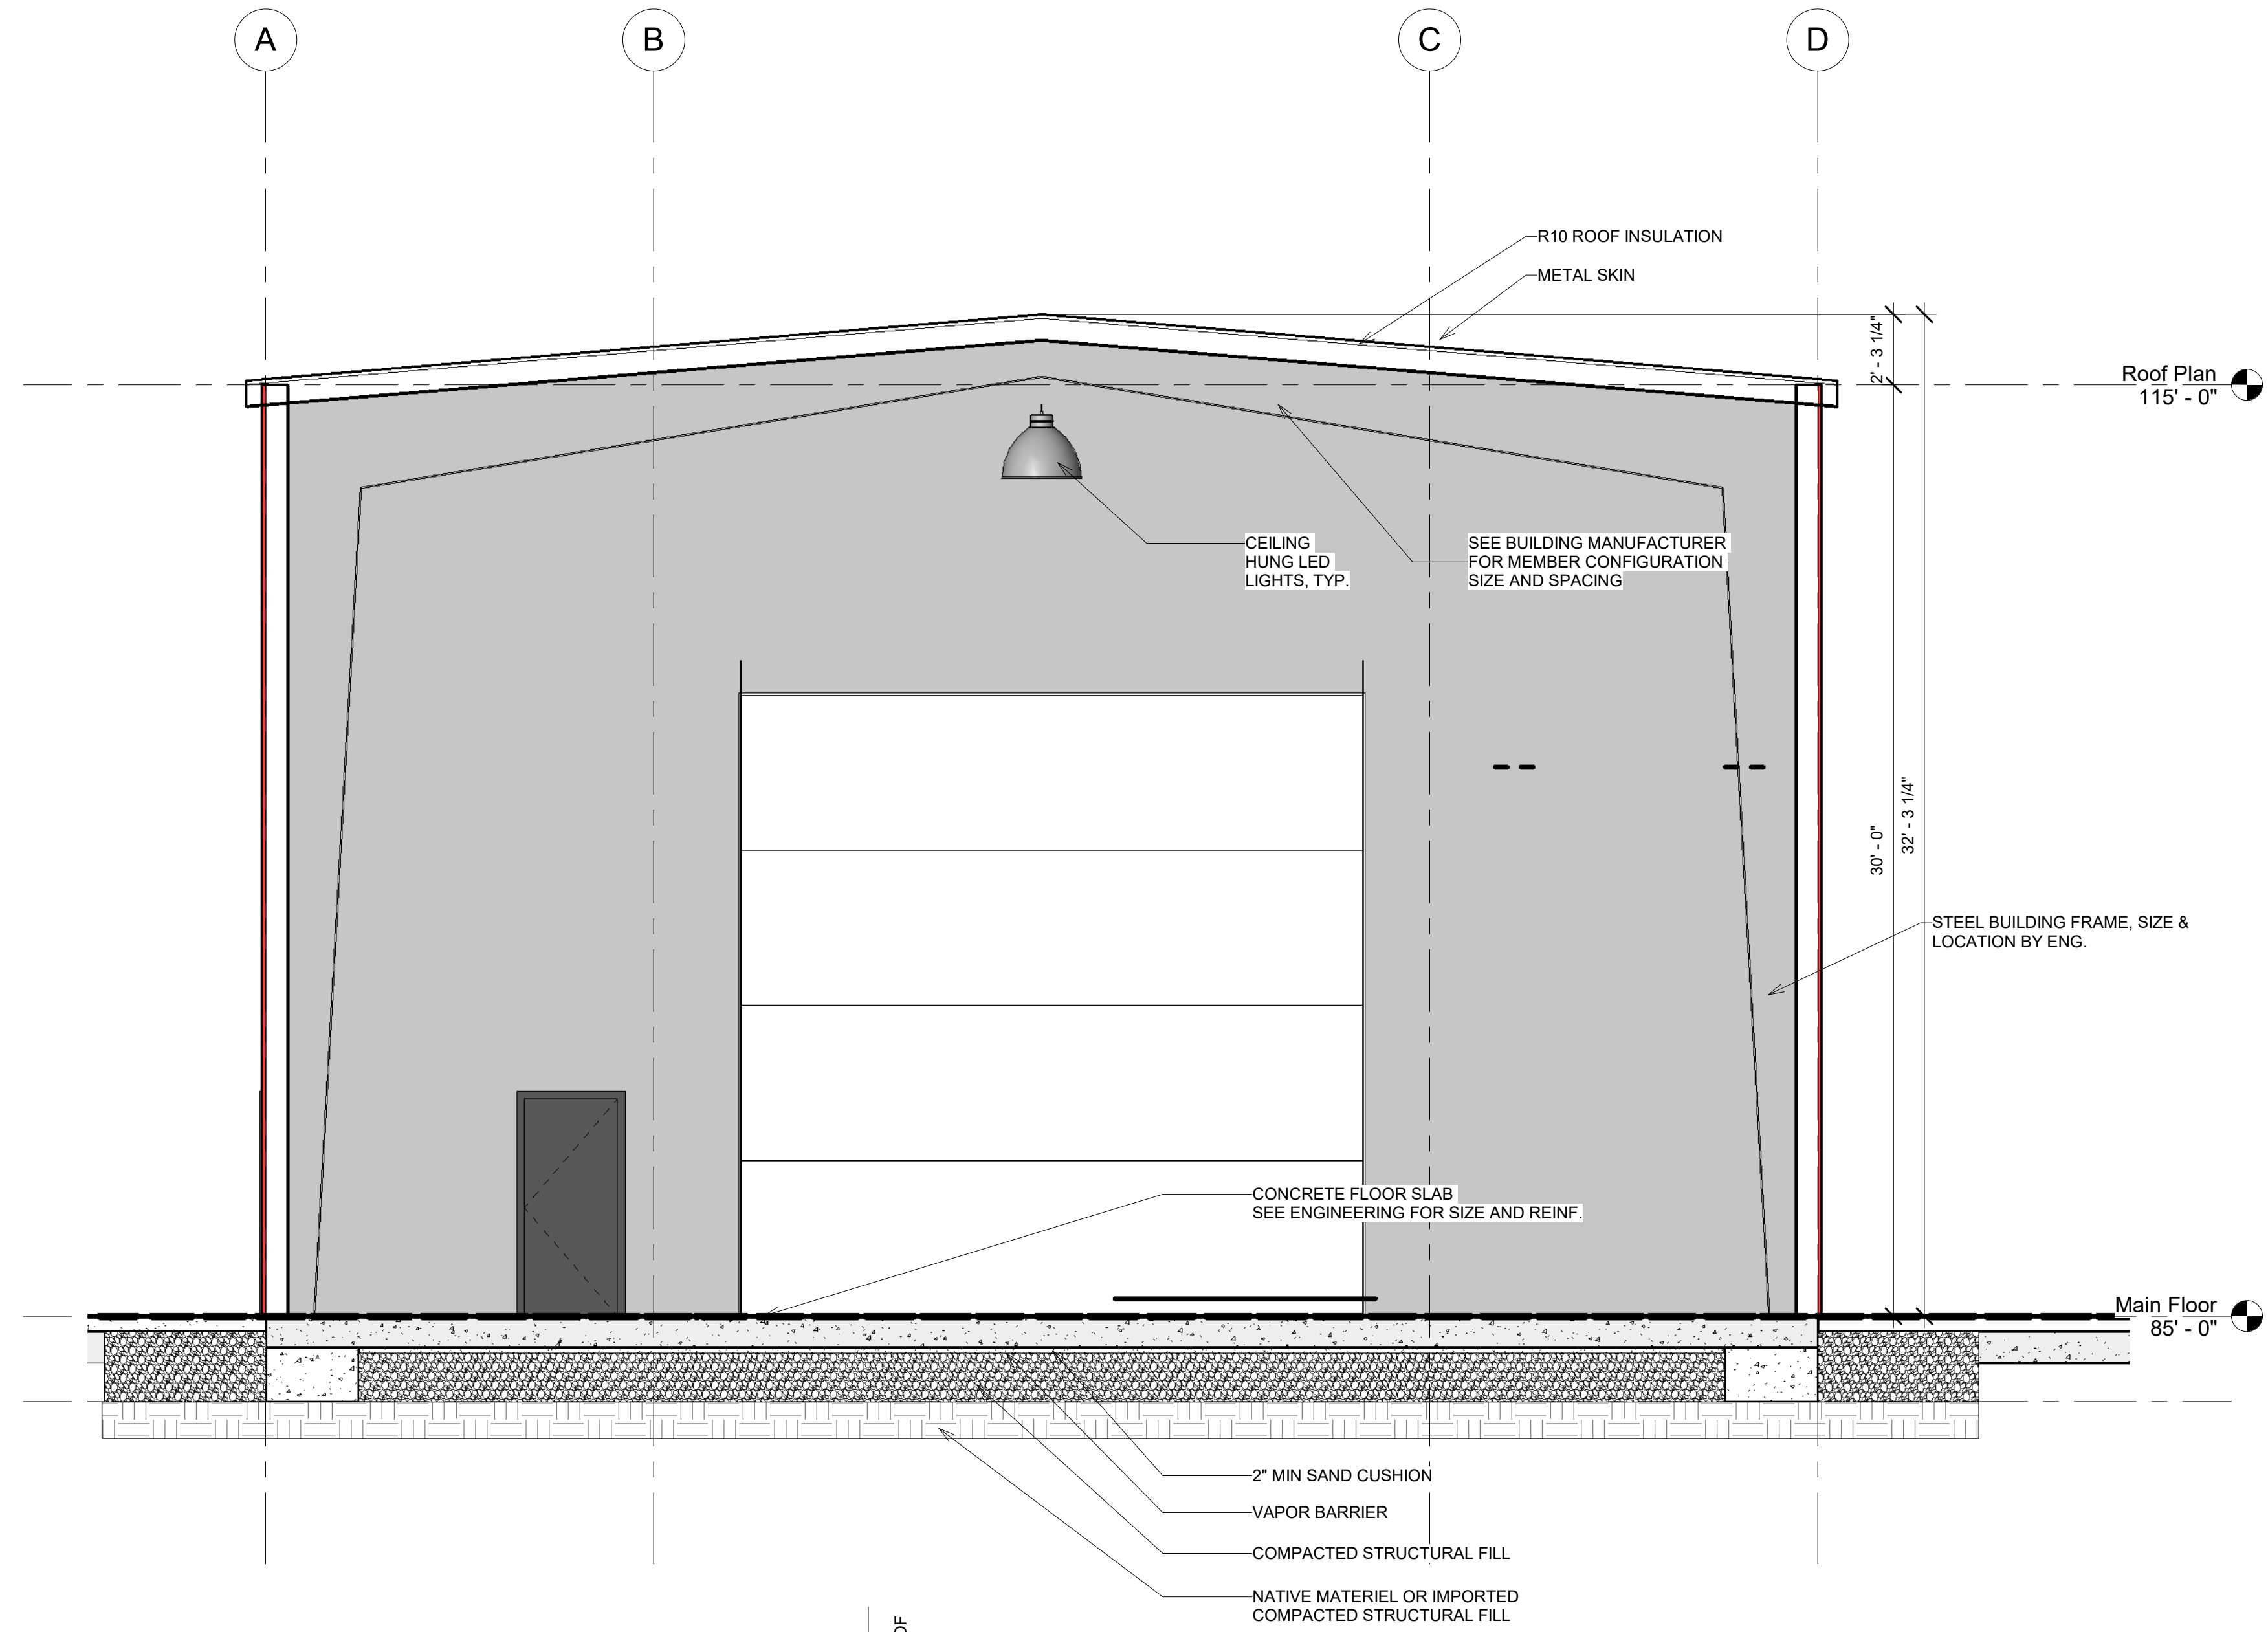 A
B
C
D
R10 ROOF INSULATION
METAL SKIN
2' - 3 1/4"
Roof Plan
115' - 0"
CEILING
HUNG LED
LIGHTS, TYP.
SEE BUILDING MANUFACTURER
FOR MEMBER CONFIGURATION
SIZE AND SPACING
30' - 0"
32' - 3 1/4"
STEEL BUILDING FRAME, SIZE &
LOCATION BY ENG.
CONCRETE FLOOR SLAB
SEE ENGINEERING FOR SIZE AND REINF.
Main Floor
85' - 0"
2" MIN SAND CUSHION
VAPOR BARRIER
COMPACTED STRUCTURAL FILL
NATIVE MATERIEL OR IMPORTED
COMPACTED STRUCTURAL FILL